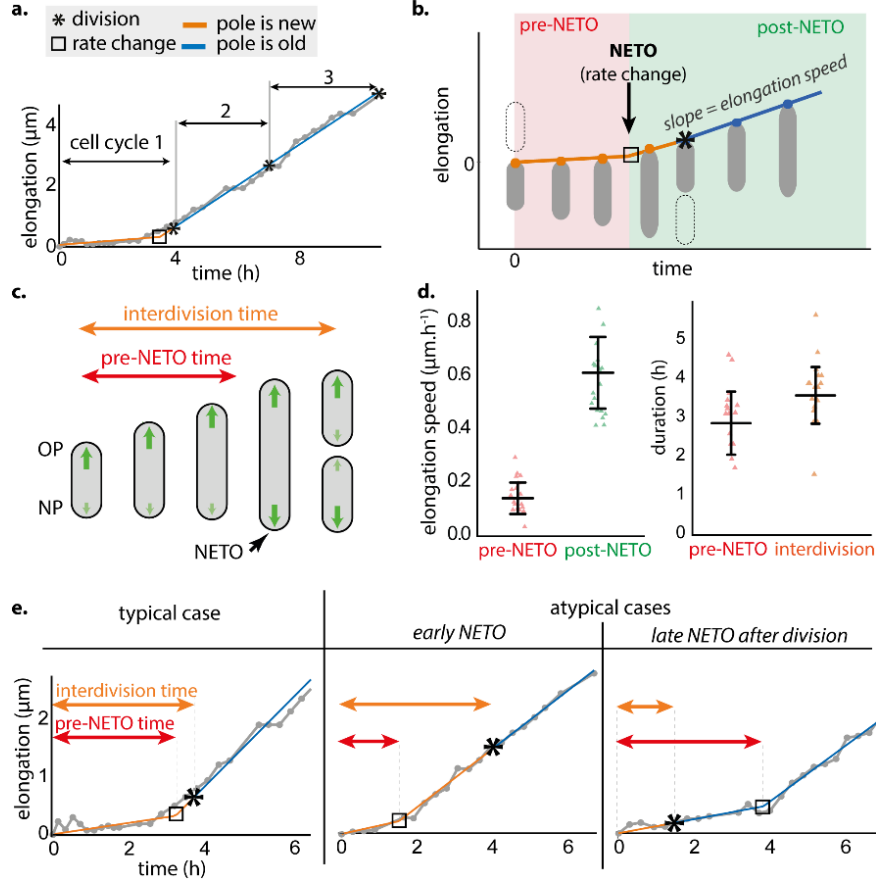 a.
division
pole is new
rate change
pole is old
3
2
cell cycle 1
elongation (µm)
4
2
0
0
4
8
time (h)
b.
pre-NETO
post-NETO
NETO
(rate change)
slope = elongation speed
elongation
0
0
time
c.
interdivision time
pre-NETO time
OP
NP
NETO
d.
elongation speed (µm.h⁻¹)
0.8
0.6
0.4
0.2
0.0
pre-NETO
post-NETO
duration (h)
5
4
3
2
1
0
pre-NETO
interdivision
e.
typical case
atypical cases
early NETO
late NETO after division
elongation (µm)
2
1
0
interdivision time
pre-NETO time
0
2
4
6
time (h)
0
2
4
6
0
2
4
6